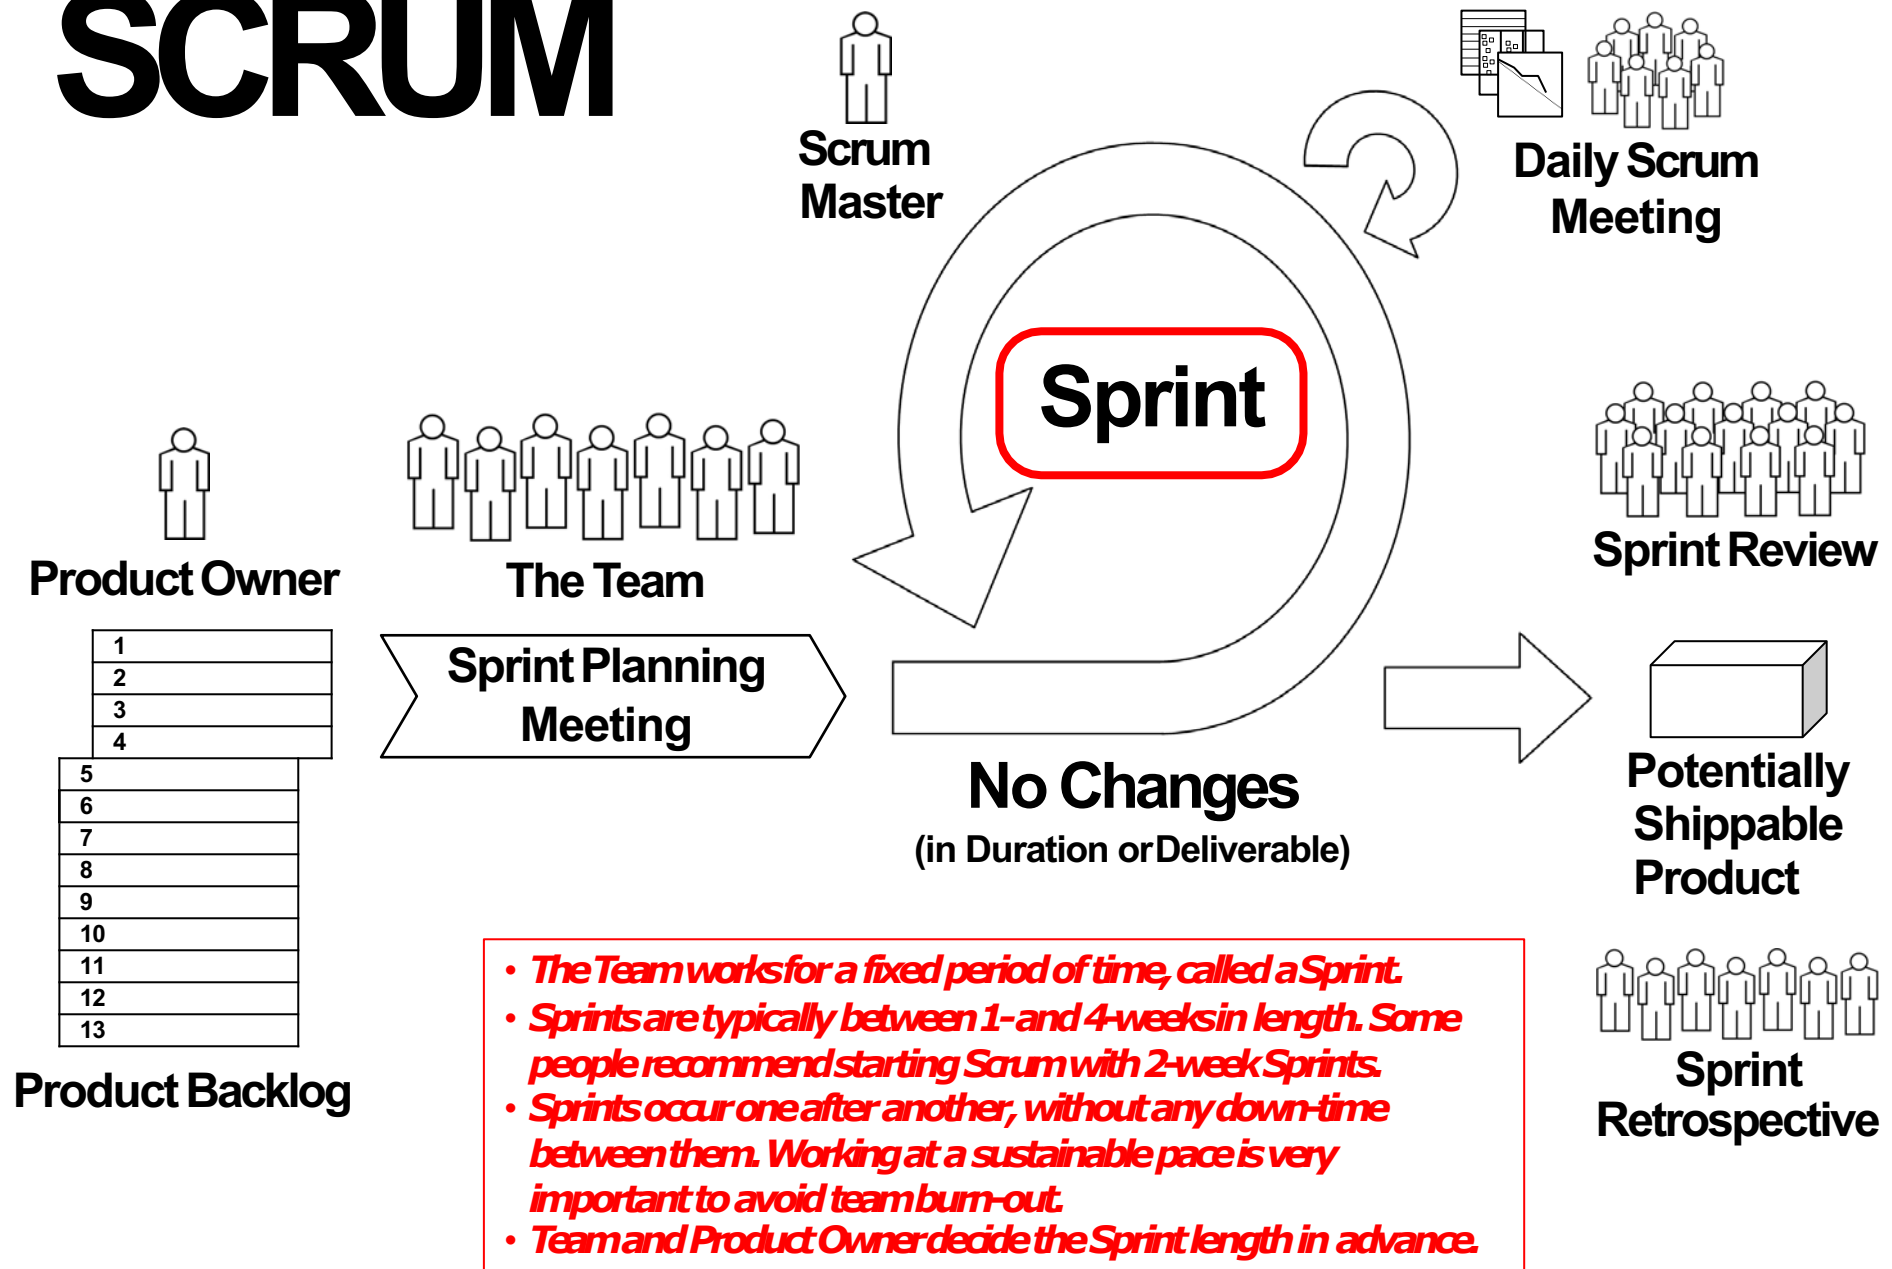 SCRUM
Scrum
Master
Daily Scrum
Meeting
Sprint
Product Owner
The Team
Sprint Review
1
2
3
4
5
6
7
8
9
10
11
12
13
Product Backlog
Sprint Planning
Meeting
No Changes
(in Duration or Deliverable)
Potentially
Shippable
Product
Sprint
Retrospective
• The Team works for a fixed period of time, called a Sprint.
• Sprints are typically between 1- and 4-weeks in length. Some
people recommend starting Scrum with 2-week Sprints.
• Sprints occur one after another, without any down-time
between them. Working at a sustainable pace is very
important to avoid team burn-out.
• Team and Product Owner decide the Sprint length in advance.